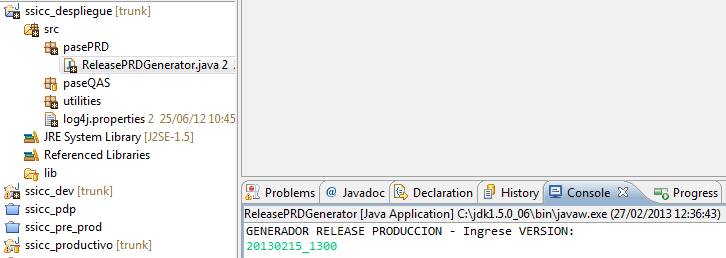 ssicc_despliegue [trunk]
src
pasePRD
ReleasePRDGenerator.java 2
paseQAS
utilities
log4j.properties 2 25/06/12 10:45
JRE System Library [J2SE-1.5]
Referenced Libraries
lib
ssicc_dev [trunk]
ssicc_pdp
ssicc_pre_prod
ssicc_productivo [trunk]
Problems @ Javadoc Declaration History Console Progress
ReleasePRDGenerator [Java Application] C:\jdk1.5.0_06\bin\javaw.exe (27/02/2013 12:36:43)
GENERADOR RELEASE PRODUCCION - Ingrese VERSION:
20130215_1300